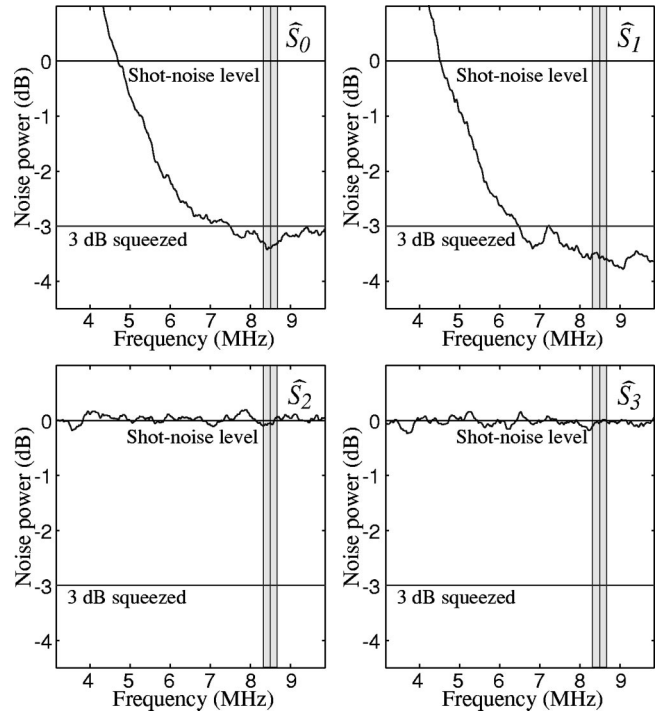 Ŝ0
0
Shot-noise level
-1
-2
-3
3 dB squeezed
-4
Noise power (dB)
4 5 6 7 8 9
Frequency (MHz)
Ŝ1
0
Shot-noise level
-1
-2
-3
3 dB squeezed
-4
Noise power (dB)
4 5 6 7 8 9
Frequency (MHz)
Ŝ2
0
Shot-noise level
-1
-2
-3
3 dB squeezed
-4
Noise power (dB)
4 5 6 7 8 9
Frequency (MHz)
Ŝ3
0
Shot-noise level
-1
-2
-3
3 dB squeezed
-4
Noise power (dB)
4 5 6 7 8 9
Frequency (MHz)